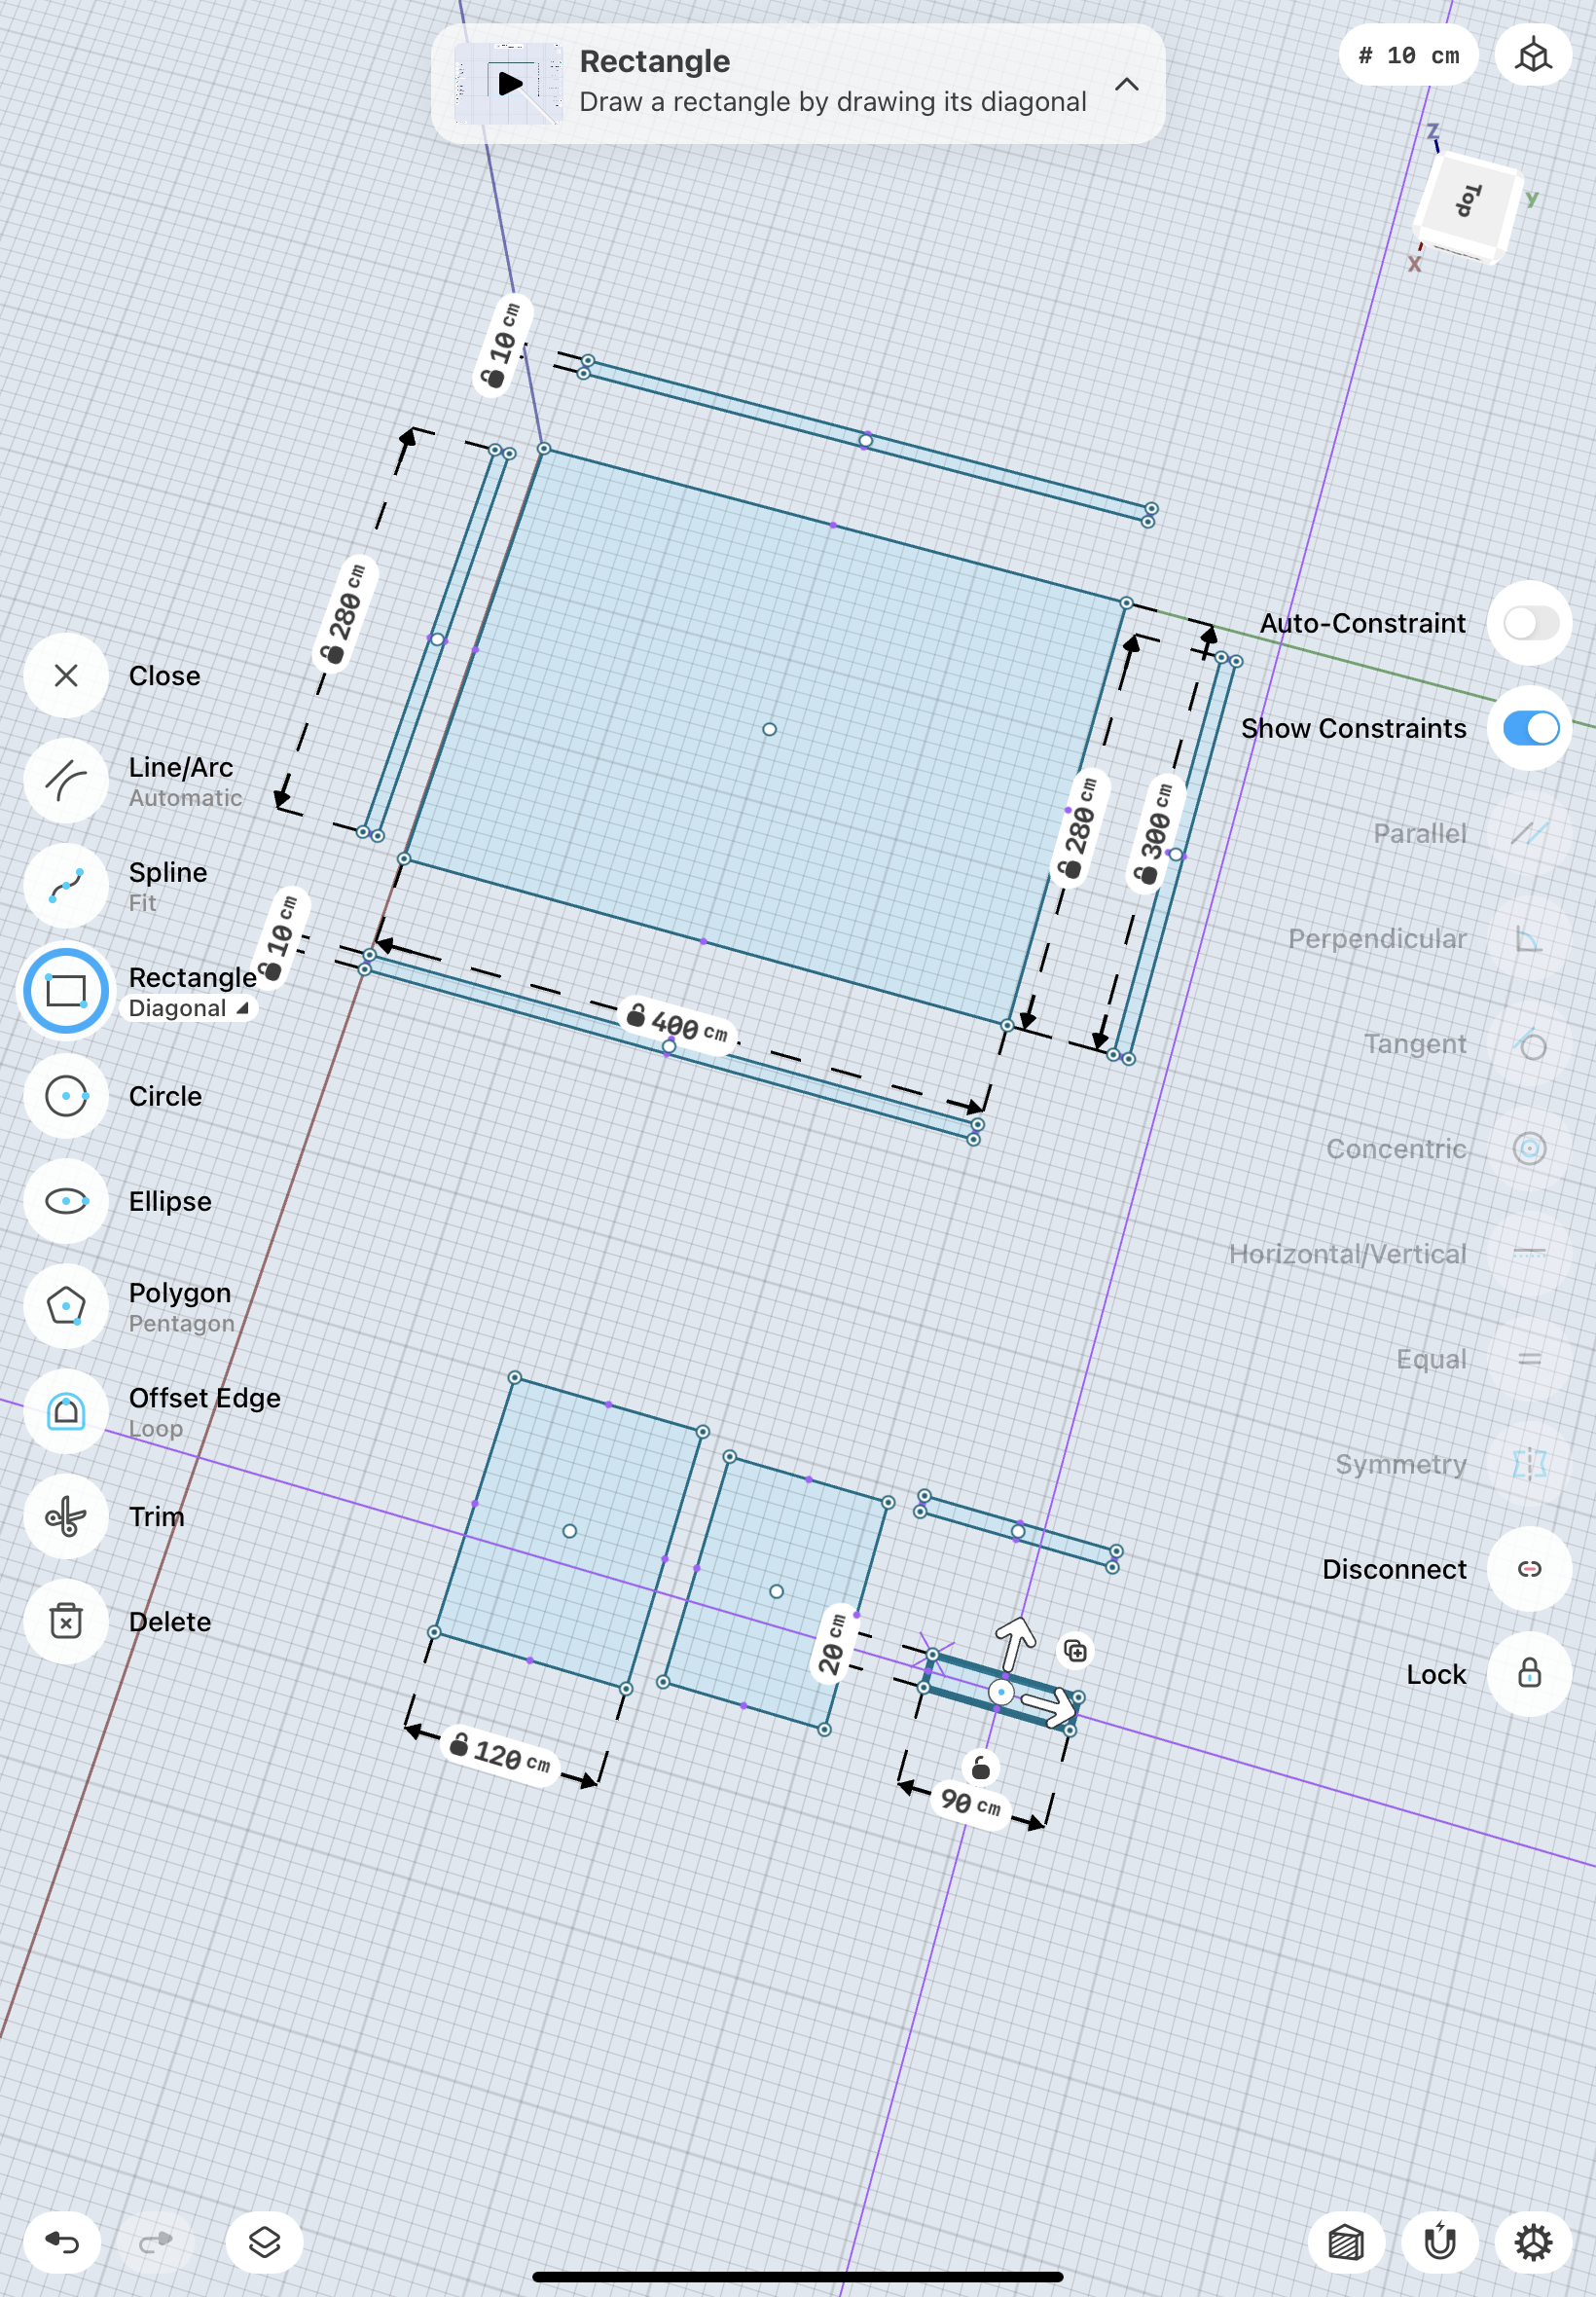 Rectangle
Draw a rectangle by drawing its diagonal
# 10 cm
Z
Top
y
X
10 cm
280 cm
Auto-Constraint
Close
Show Constraints
Line/Arc
Automatic
280 cm
300 cm
Parallel
Spline
Fit
10 cm
Perpendicular
Rectangle
Diagonal
400 cm
Tangent
Circle
Concentric
Ellipse
Horizontal/Vertical
Polygon
Pentagon
Equal
Offset Edge
Loop
Symmetry
Trim
Disconnect
Delete
20 cm
Lock
120 cm
90 cm